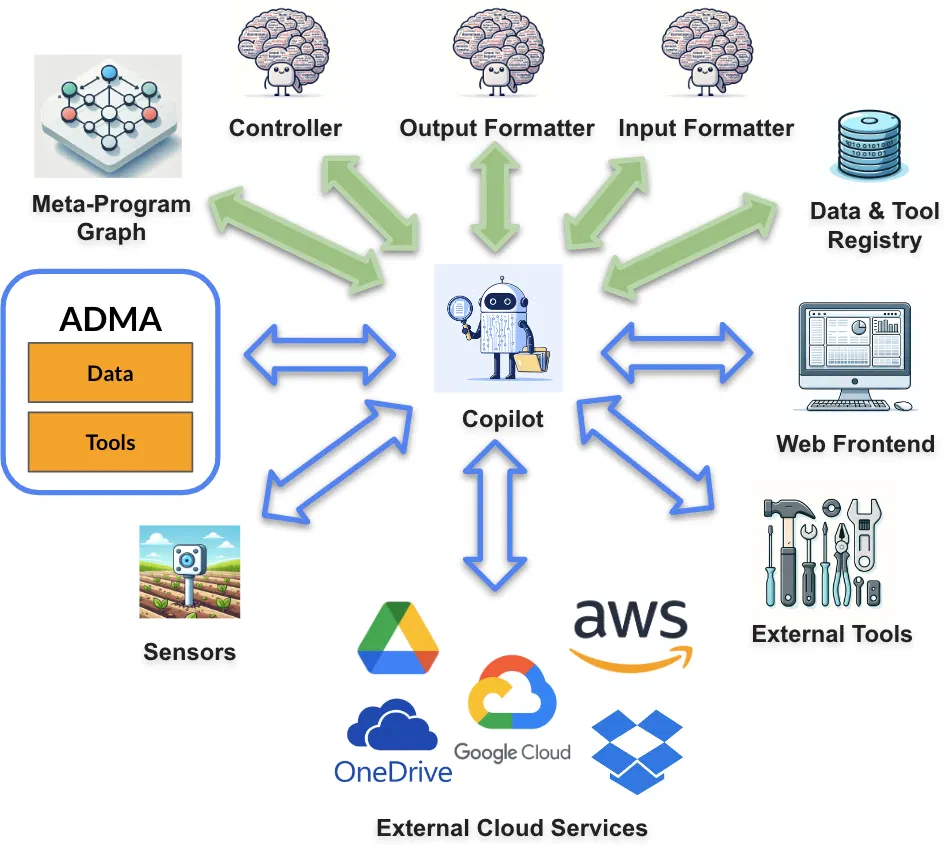 Controller
Output Formatter
Input Formatter
Meta-Program
Graph
Data & Tool
Registry
ADMA
Data
Tools
Copilot
Web Frontend
Sensors
External Tools
aws
Google Cloud
OneDrive
External Cloud Services